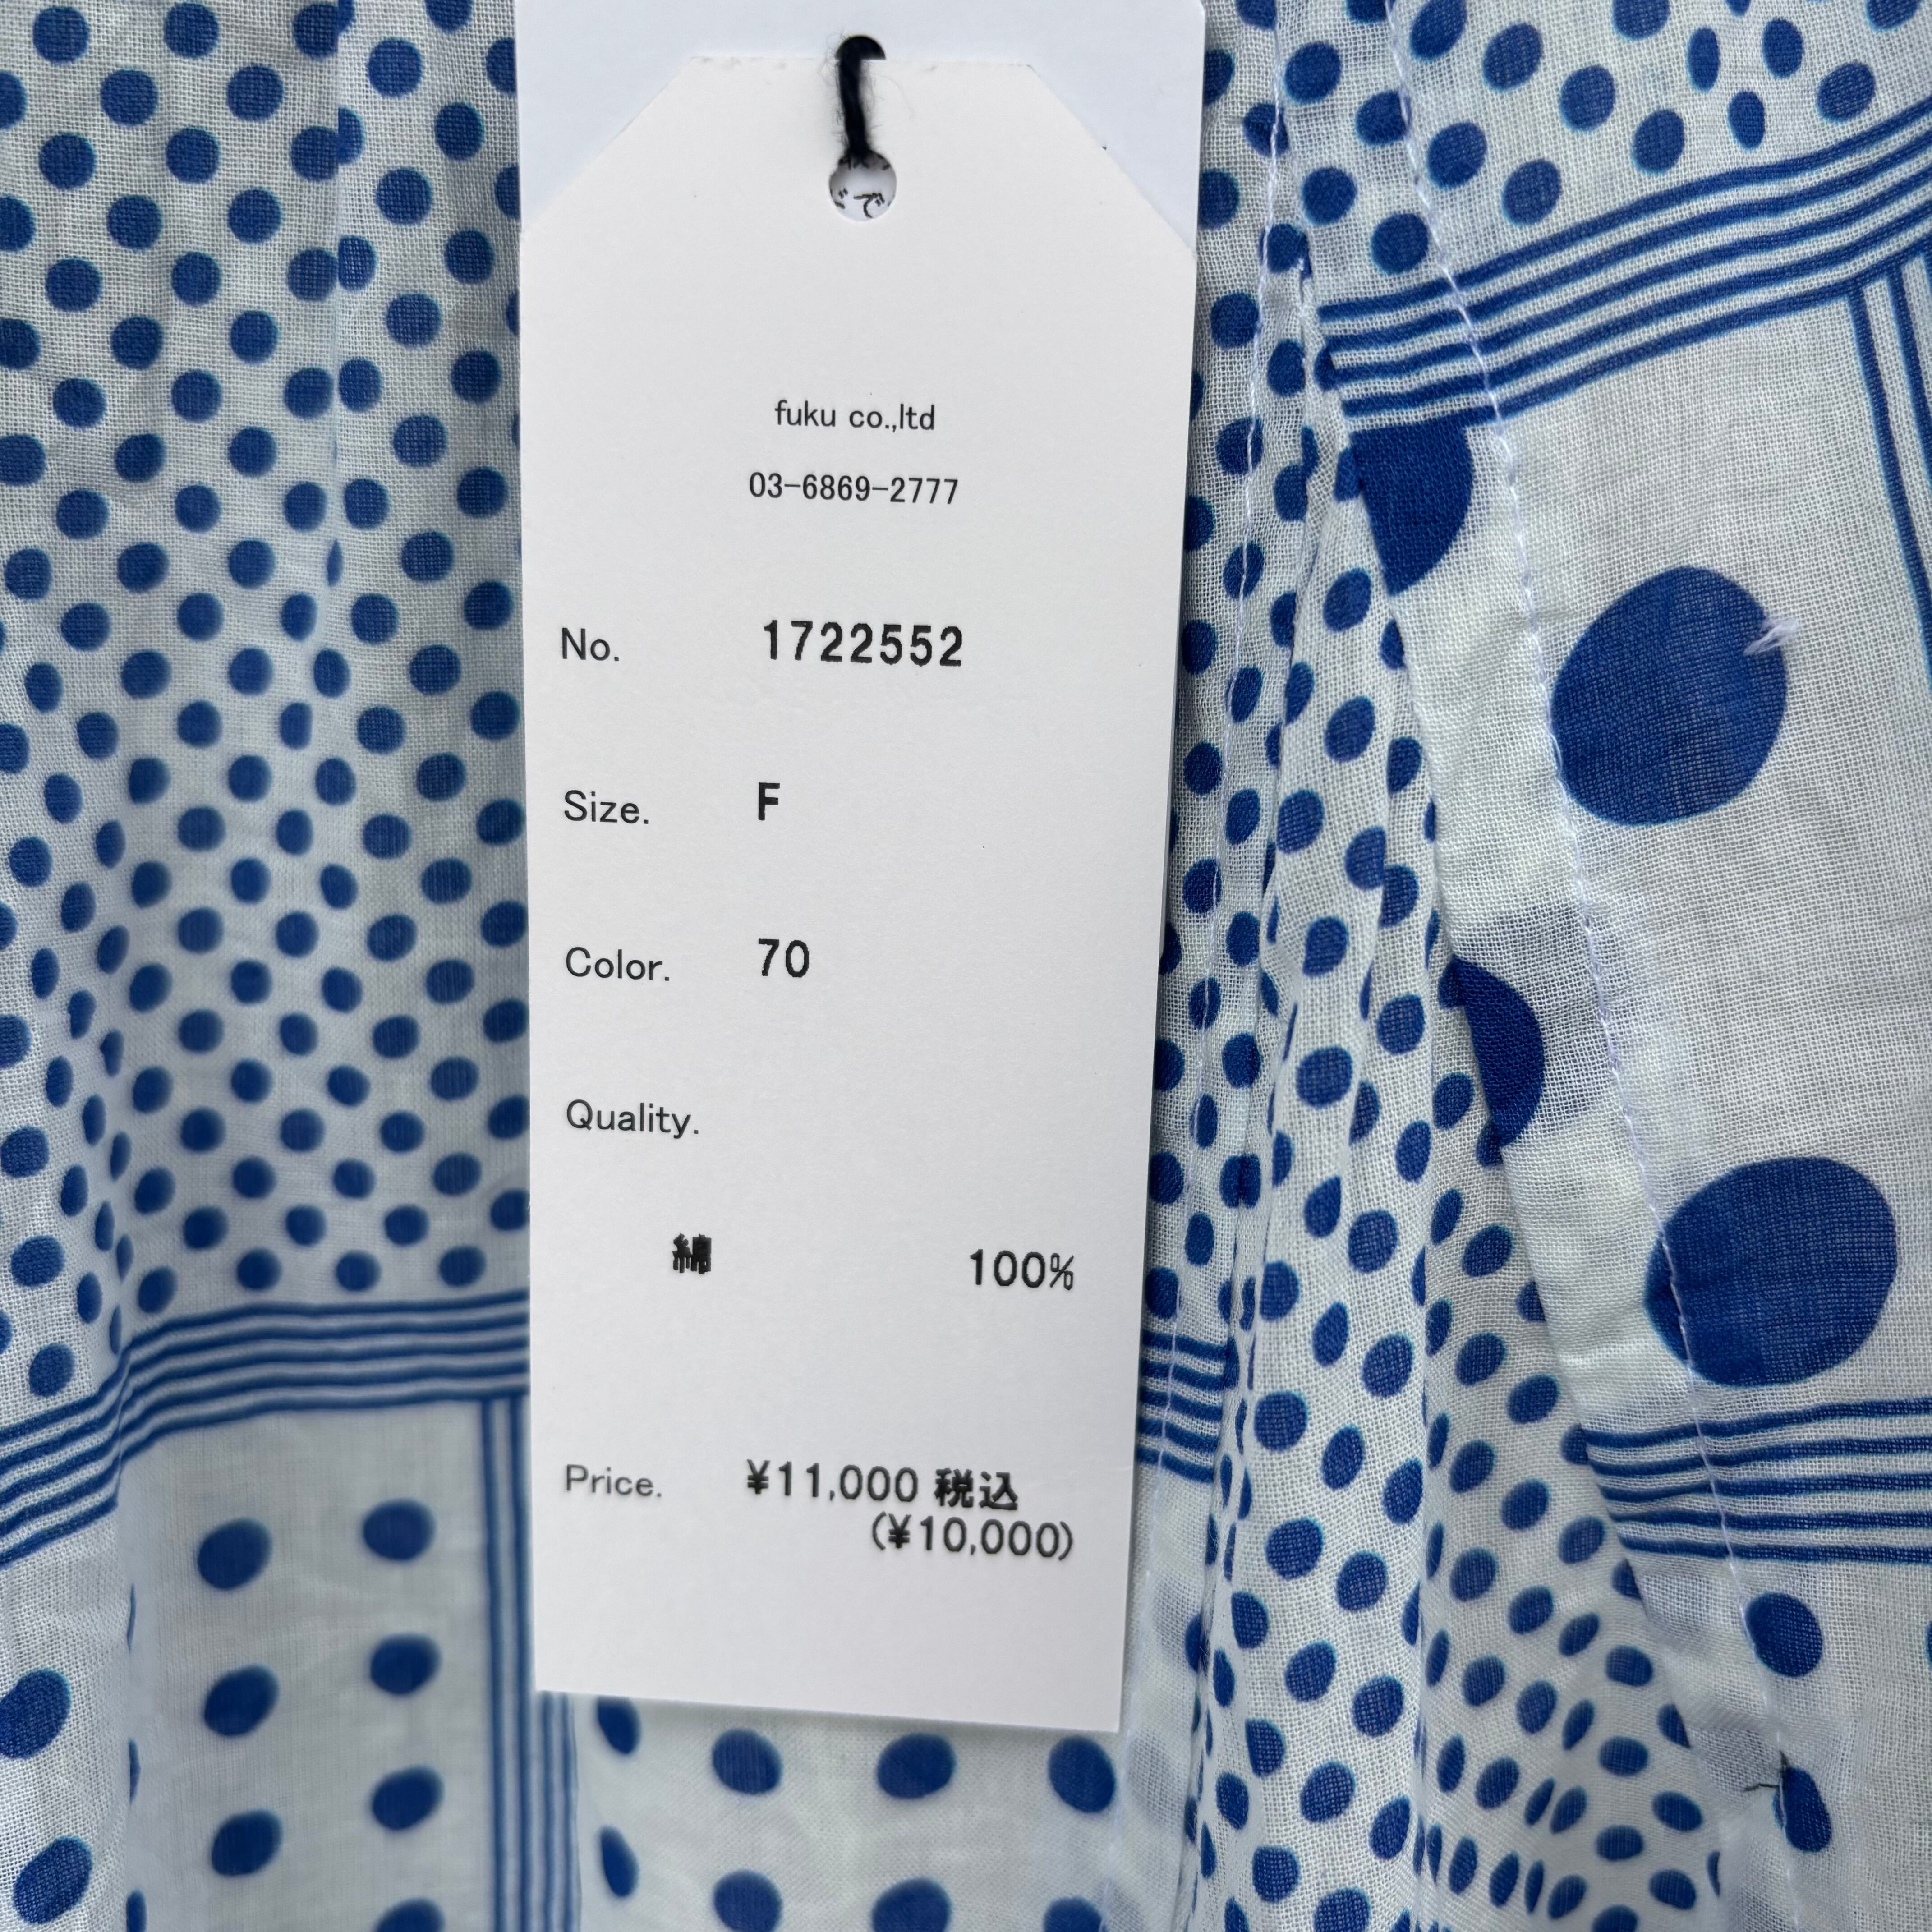 で
fuku co.,ltd
03-6869-2777
No. 1722552
Size. F
Color. 70
Quality.
綿 100%
Price. ¥11,000 税込
(¥10,000)